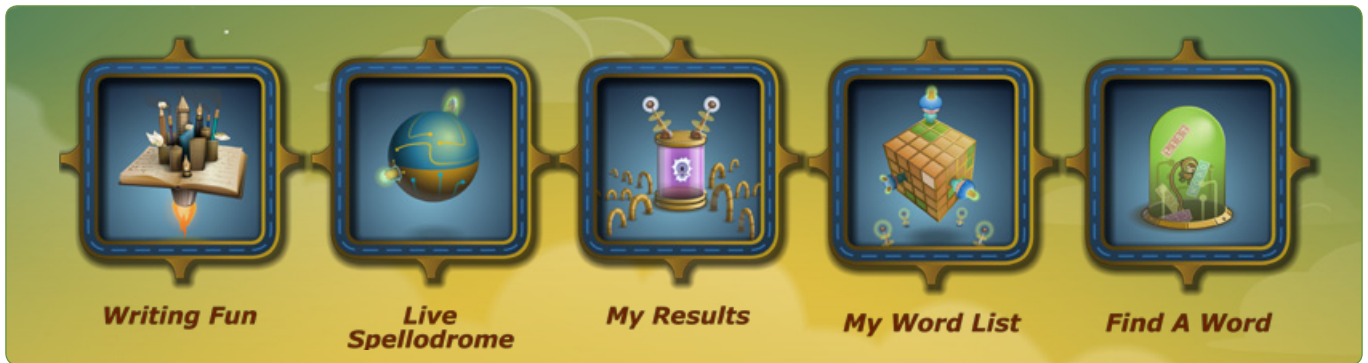 Writing Fun
Live
Spellodrome
My Results
My Word List
Find A Word